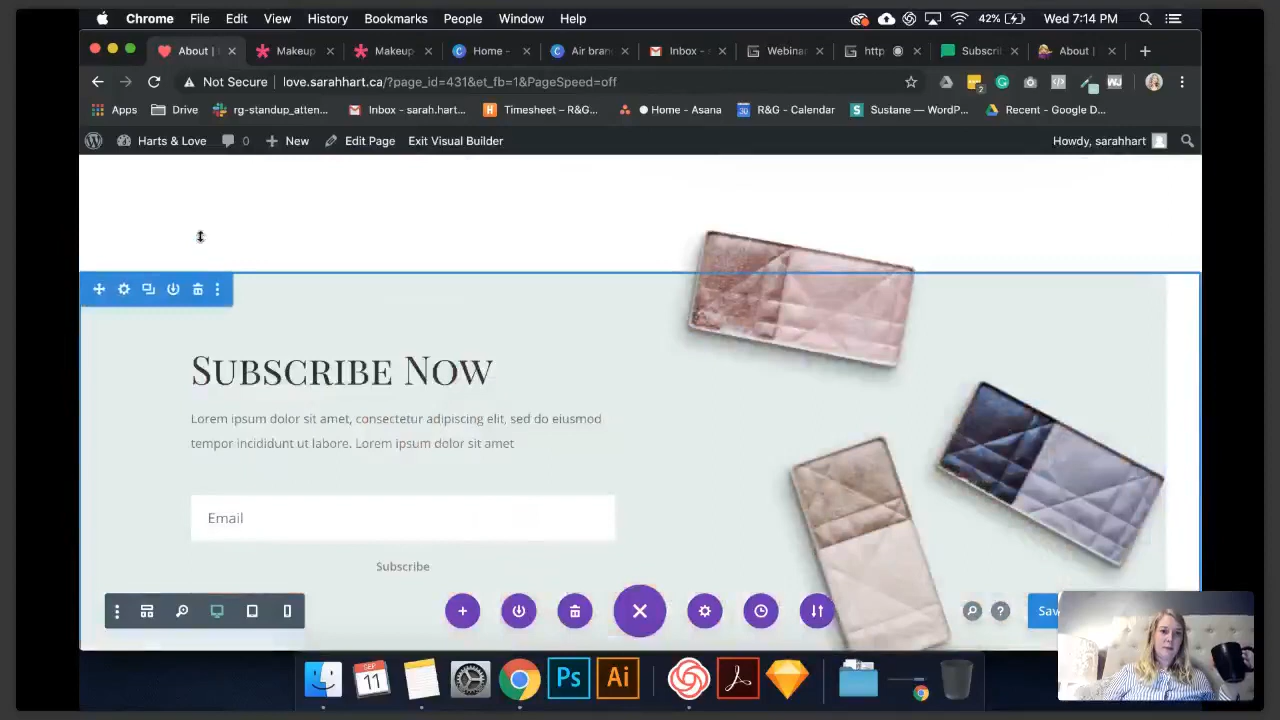 Chrome File Edit View History Bookmarks People Window Help 42% Wed 7:14 PM
About | Makeup Makeup Home - Air bran Inbox - s Webinar http Subscri About |
Not Secure love.sarahhart.ca/?page_id=431&et_fb=1&PageSpeed=off
Apps Drive rg-standup_atten... Inbox - sarah.hart... Timesheet – R&G... Home - Asana R&G - Calendar Sustane — WordP... Recent - Google D...
Harts & Love 0 New Edit Page Exit Visual Builder Howdy, sarahhart
Subscribe Now
Lorem ipsum dolor sit amet, consectetur adipiscing elit, sed do eiusmod
tempor incididunt ut labore. Lorem ipsum dolor sit amet
Email
Subscribe
SEP
11
Ps Ai